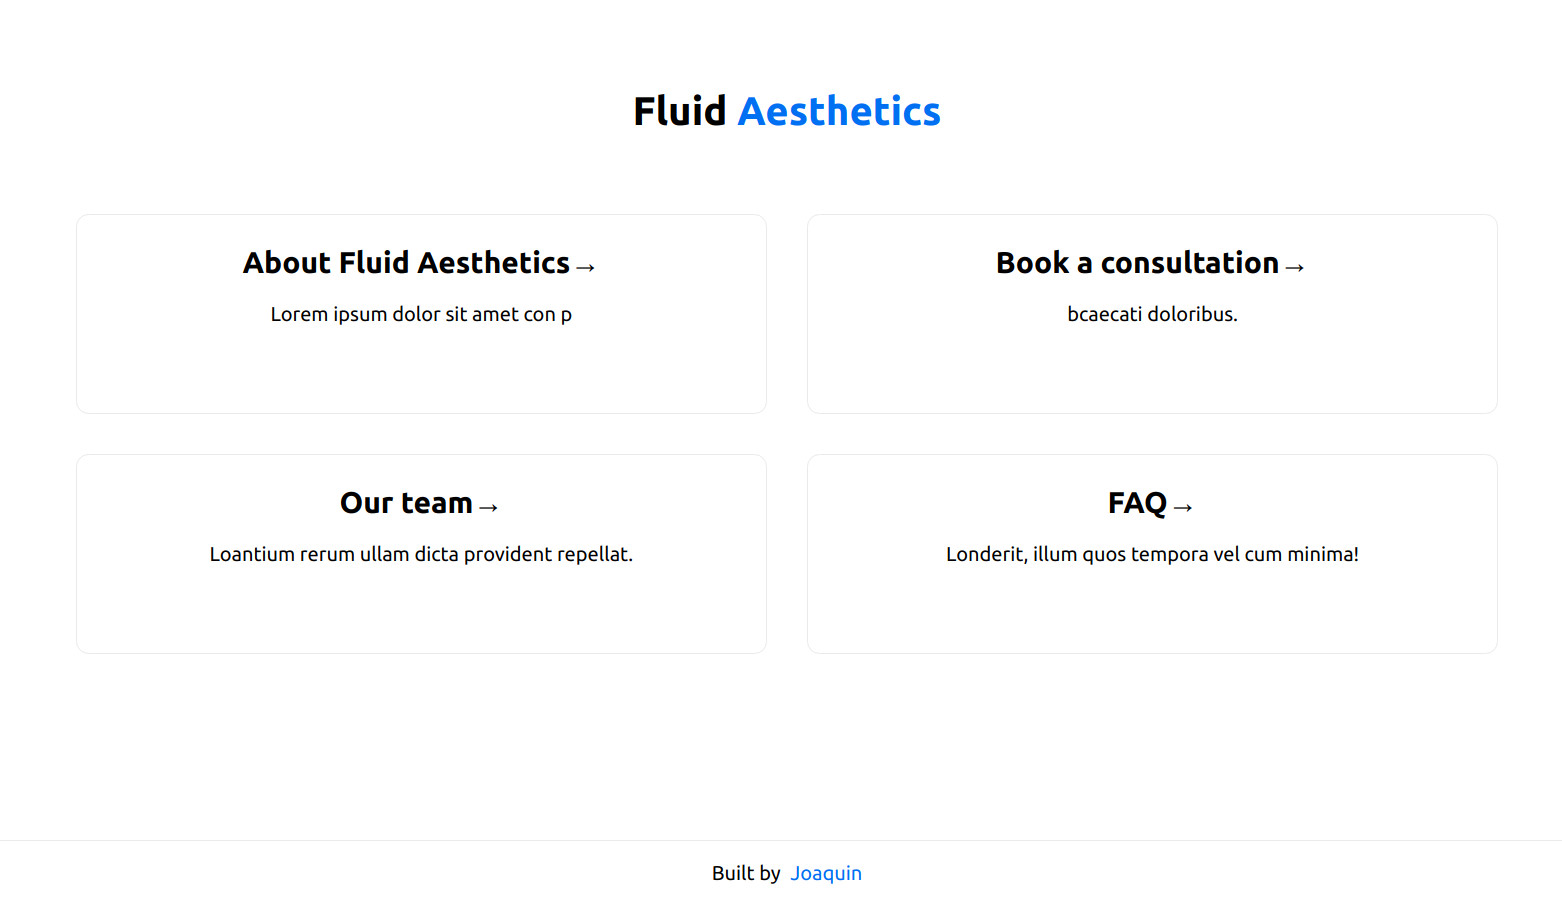 Fluid Aesthetics
About Fluid Aesthetics→
Lorem ipsum dolor sit amet con p
Book a consultation→
bcaecati doloribus.
Our team→
Loantium rerum ullam dicta provident repellat.
FAQ→
Londerit, illum quos tempora vel cum minima!
Built by Joaquin